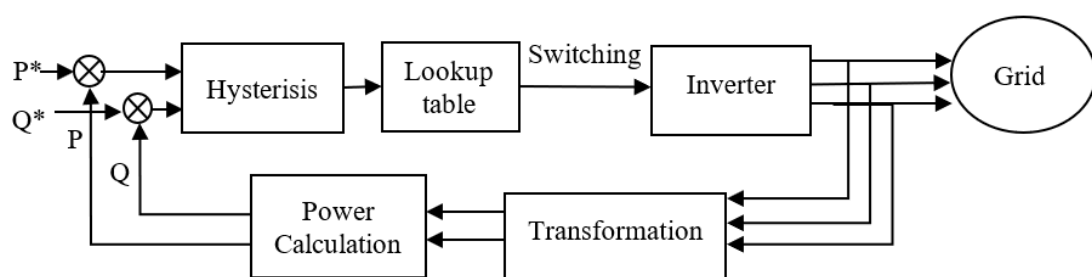 P*
Q*
P
Q
Hysterisis
Lookup
table
Switching
Inverter
Grid
Power
Calculation
Transformation